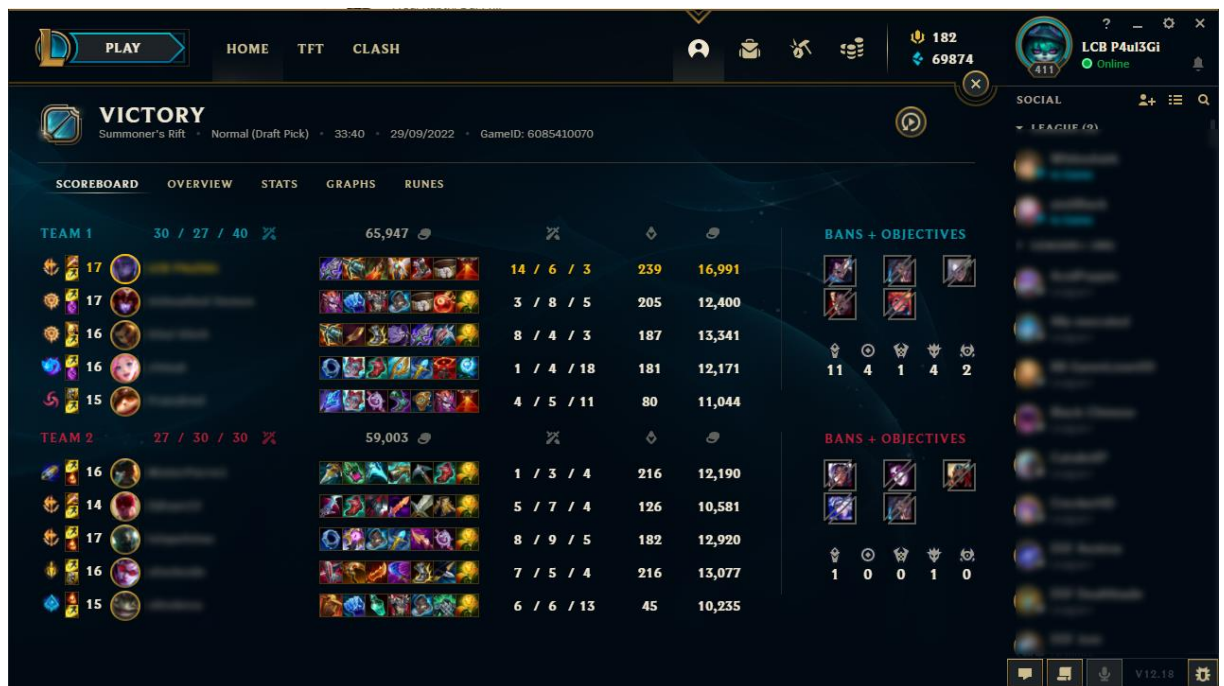 PLAY
HOME TFT CLASH
182
69874
411
LCB P4ul3Gi
Online
?
VICTORY
Summoner's Rift • Normal (Draft Pick) • 33:40 • 29/09/2022 • GameID: 6085410070
SCOREBOARD OVERVIEW STATS GRAPHS RUNES
TEAM 1 30 / 27 / 40 65,947
17 14 / 6 / 3 239 16,991
17 3 / 8 / 5 205 12,400
16 8 / 4 / 3 187 13,341
16 1 / 4 / 18 181 12,171
15 4 / 5 / 11 80 11,044
BANS + OBJECTIVES
11 4 1 4 2
TEAM 2 27 / 30 / 30 59,003
16 1 / 3 / 4 216 12,190
14 5 / 7 / 4 126 10,581
17 8 / 9 / 5 182 12,920
16 7 / 5 / 4 216 13,077
15 6 / 6 / 13 45 10,235
BANS + OBJECTIVES
1 0 0 1 0
SOCIAL
LEAGUE (2)
V12.18